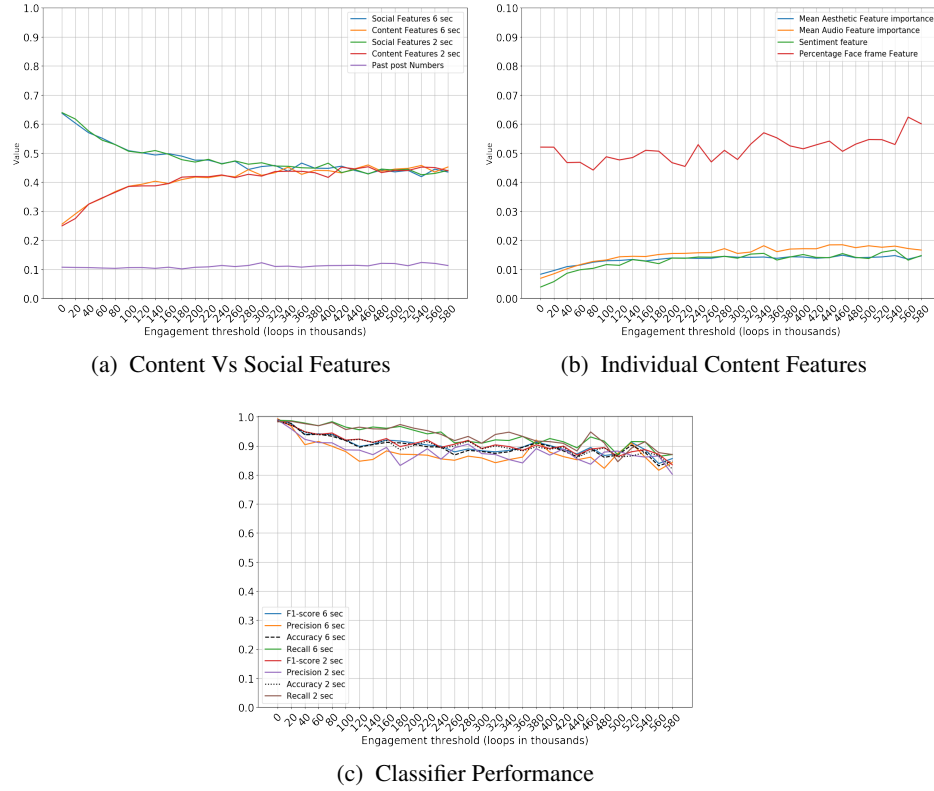 1.0
0.9
0.8
0.7
0.6
0.5
0.4
0.3
0.2
0.1
0.0
Value
Social Features 6 sec
Content Features 6 sec
Social Features 2 sec
Content Features 2 sec
Past post Numbers
0 20 40 60 80 100 120 140 160 180 200 220 240 260 280 300 320 340 360 380 400 420 440 460 480 500 520 540 560 580
Engagement threshold (loops in thousands)
(a) Content Vs Social Features
0.10
0.09
0.08
0.07
0.06
0.05
0.04
0.03
0.02
0.01
0.00
Value
Mean Aesthetic Feature importance
Mean Audio Feature importance
Sentiment feature
Percentage Face frame Feature
0 20 40 60 80 100 120 140 160 180 200 220 240 260 280 300 320 340 360 380 400 420 440 460 480 500 520 540 560 580
Engagement threshold (loops in thousands)
(b) Individual Content Features
1.0
0.9
0.8
0.7
0.6
0.5
0.4
0.3
0.2
0.1
0.0
F1-score 6 sec
Precision 6 sec
Accuracy 6 sec
Recall 6 sec
F1-score 2 sec
Precision 2 sec
Accuracy 2 sec
Recall 2 sec
0 20 40 60 80 100 120 140 160 180 200 220 240 260 280 300 320 340 360 380 400 420 440 460 480 500 520 540 560 580
Engagement threshold (loops in thousands)
(c) Classifier Performance